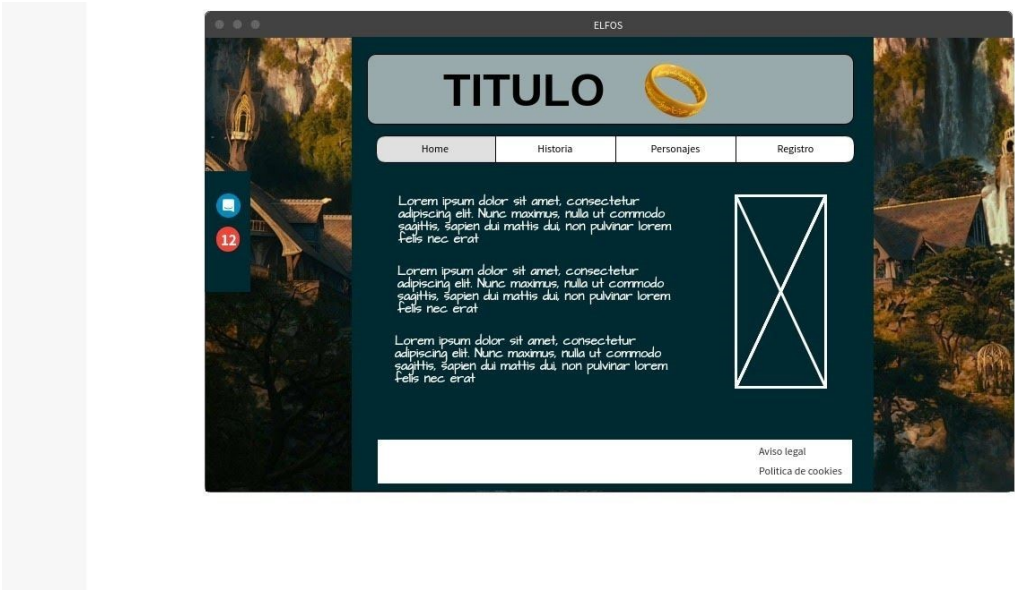 ELFOS
TITULO
Home Historia Personajes Registro
12
Lorem ipsum dolor sit amet, consectetur
adipiscing elit. Nunc maximus, nulla ut commodo
sagittis, sapien dui mattis dui, non pulvinar lorem
felis nec erat
Lorem ipsum dolor sit amet, consectetur
adipiscing elit. Nunc maximus, nulla ut commodo
sagittis, sapien dui mattis dui, non pulvinar lorem
felis nec erat
Lorem ipsum dolor sit amet, consectetur
adipiscing elit. Nunc maximus, nulla ut commodo
sagittis, sapien dui mattis dui, non pulvinar lorem
felis nec erat
Aviso legal
Politica de cookies